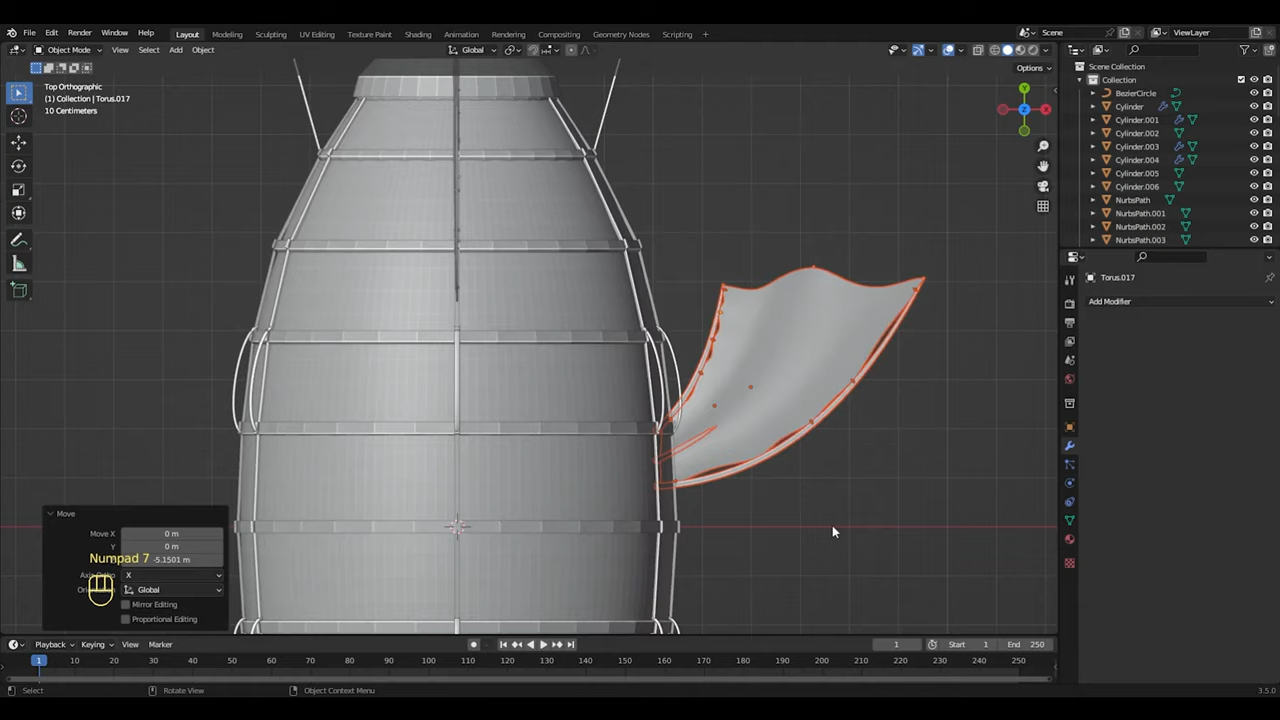 File Edit Render Window Help Layout Modeling Sculpting UV Editing Texture Paint Shading Compositing Animation Compositing Geometry Nodes Scripting Scene ViewLayer
Object Mode View Select Add Object Global
Options
Top Orthographic
(1) Collection | Torus.017
10 Centimeters
Scene Collection
Collection
BezierCircle
Cylinder
Cylinder.001
Cylinder.002
Cylinder.003
Cylinder.004
Cylinder.005
Cylinder.006
NurbsPath
NurbsPath.001
NurbsPath.002
NurbsPath.003
Torus.017
Add Modifier
Move
Move X 0 m
Y 0 m
Numpad 7 -5.1501 m
X
Global
Mirror Editing
Proportional Editing
Playback Keying View Marker 1 Start 1 End 250
1 10 20 30 40 50 60 70 80 90 100 110 120 130 140 150 160 170 180 190 200 210 220 230 240 250
Select Rotate View Object Context Menu 3.5.0